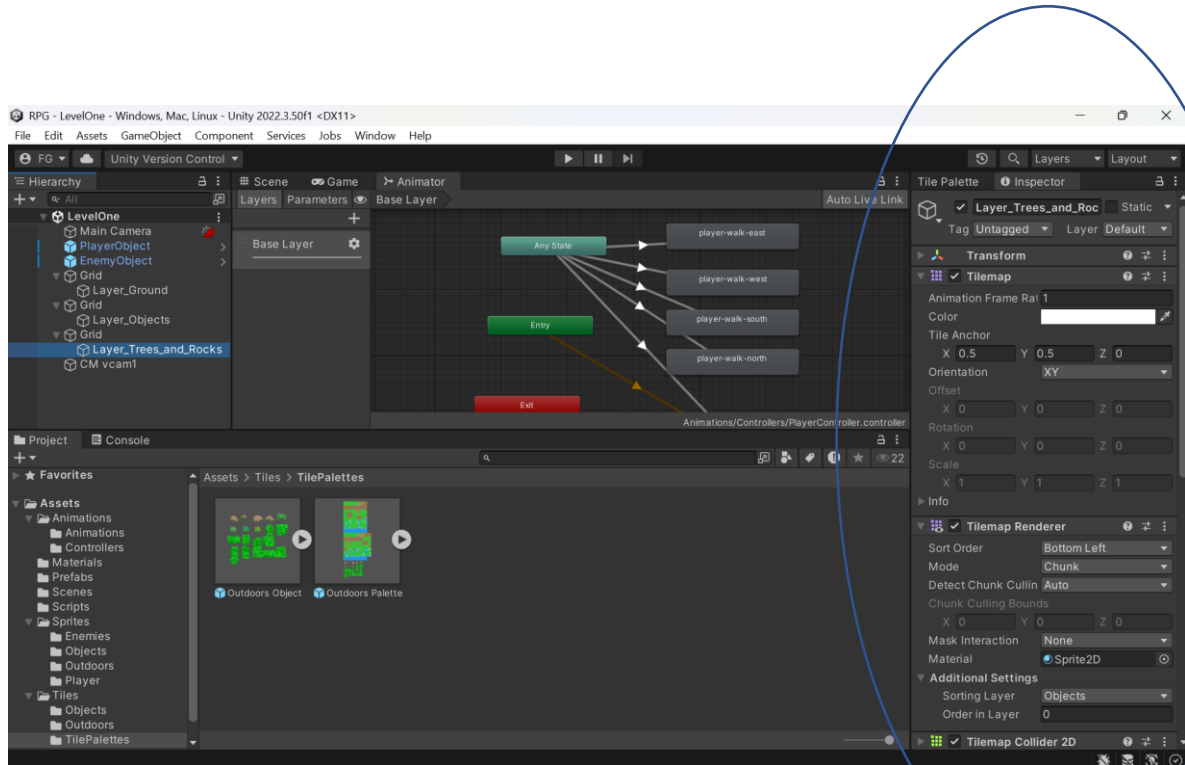 RPG - LevelOne - Windows, Mac, Linux - Unity 2022.3.50f1 <DX11>
File Edit Assets GameObject Component Services Jobs Window Help
FG Unity Version Control Layers Layout
Hierarchy
All
LevelOne
Main Camera
PlayerObject
EnemyObject
Grid
Layer_Ground
Grid
Layer_Objects
Grid
Layer_Trees_and_Rocks
CM vcam1
Scene Game Animator
Layers Parameters Base Layer Auto Live Link
Base Layer
Any State
player-walk-east
player-walk-west
player-walk-south
player-walk-north
Entry
Exit
Animations/Controllers/PlayerController.controller
Tile Palette Inspector
Layer_Trees_and_Roc Static
Tag Untagged Layer Default
Transform
Tilemap
Animation Frame Rat 1
Color
Tile Anchor
X 0.5 Y 0.5 Z 0
Orientation XY
Offset
X 0 Y 0 Z 0
Rotation
X 0 Y 0 Z 0
Scale
X 1 Y 1 Z 1
Info
Tilemap Renderer
Sort Order Bottom Left
Mode Chunk
Detect Chunk Cullin Auto
Chunk Culling Bounds
X 0 Y 0 Z 0
Mask Interaction None
Material Sprite2D
Additional Settings
Sorting Layer Objects
Order in Layer 0
Tilemap Collider 2D
Project Console
22
Favorites
Assets
Animations
Animations
Controllers
Materials
Prefabs
Scenes
Scripts
Sprites
Enemies
Objects
Outdoors
Player
Tiles
Objects
Outdoors
TilePalettes
Assets > Tiles > TilePalettes
Outdoors Object Outdoors Palette